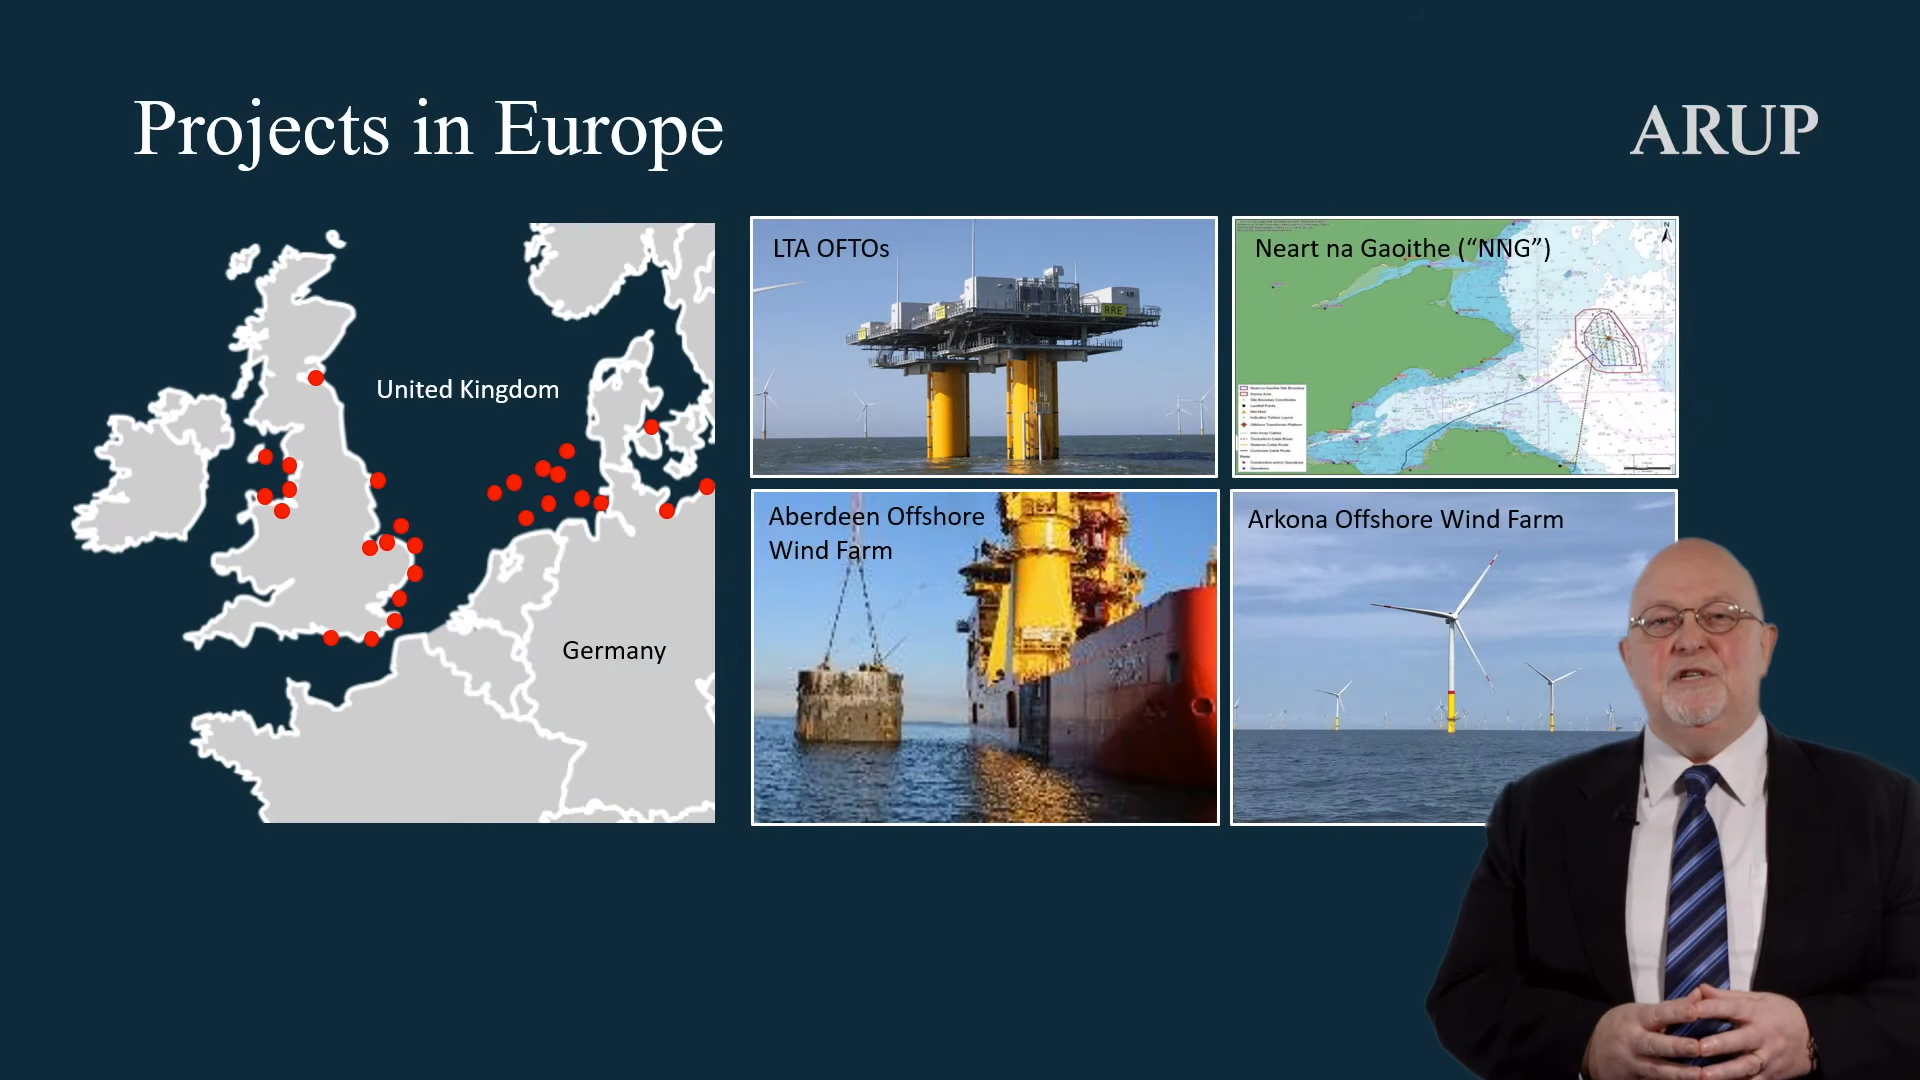 Projects in Europe
ARUP
United Kingdom
Germany
LTA OFTOs
RRE
Neart na Gaoithe (“NNG”)
N
Aberdeen Offshore
Wind Farm
Arkona Offshore Wind Farm